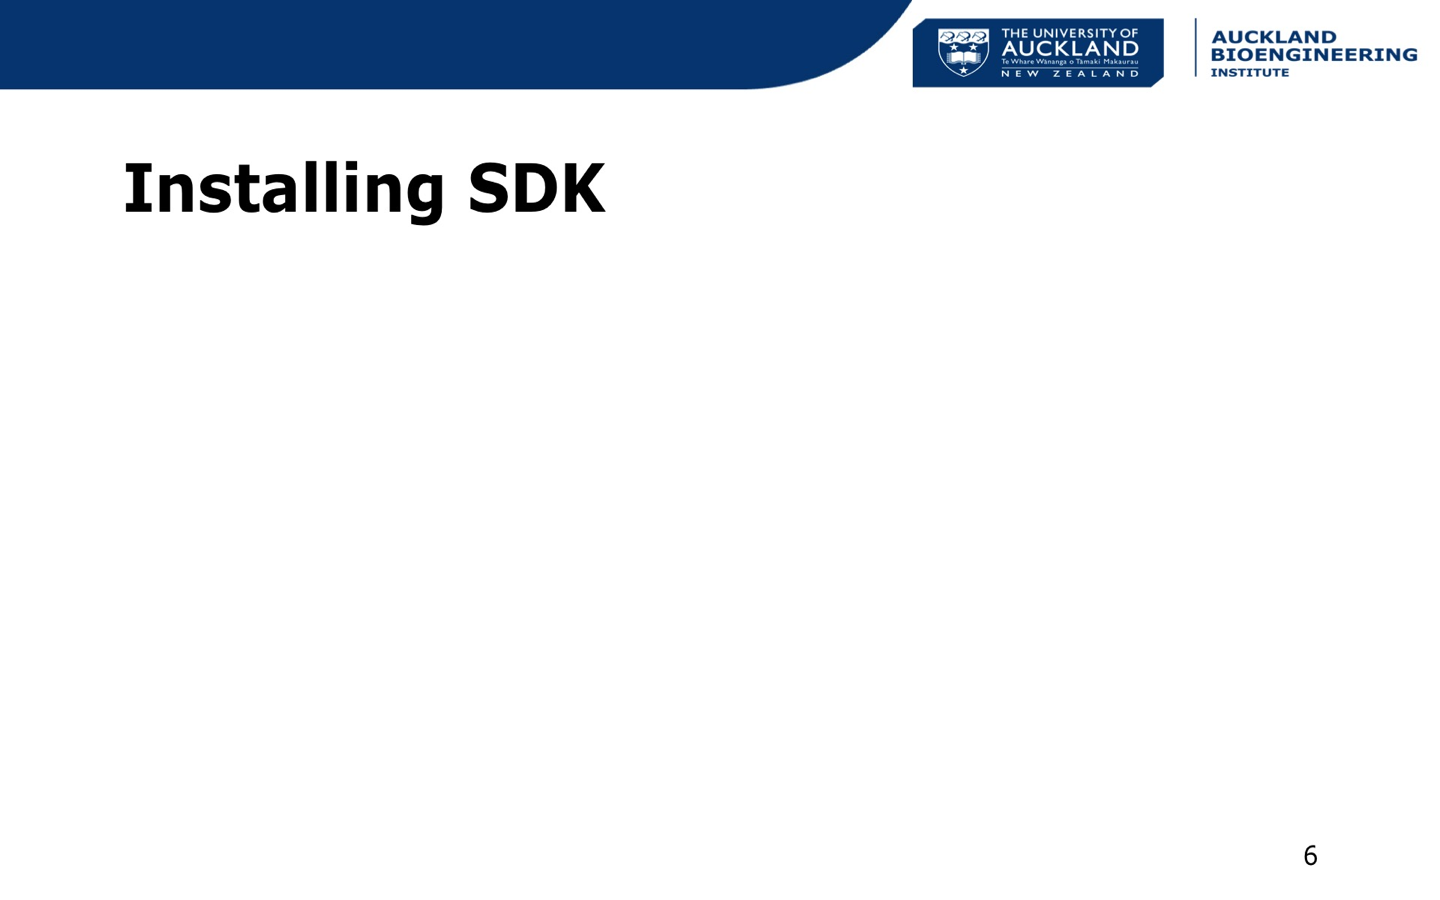 THE UNIVERSITY OF
AUCKLAND
Te Whare Wānanga o Tāmaki Makaurau
NEW ZEALAND
AUCKLAND
BIOENGINEERING
INSTITUTE
Installing SDK
6